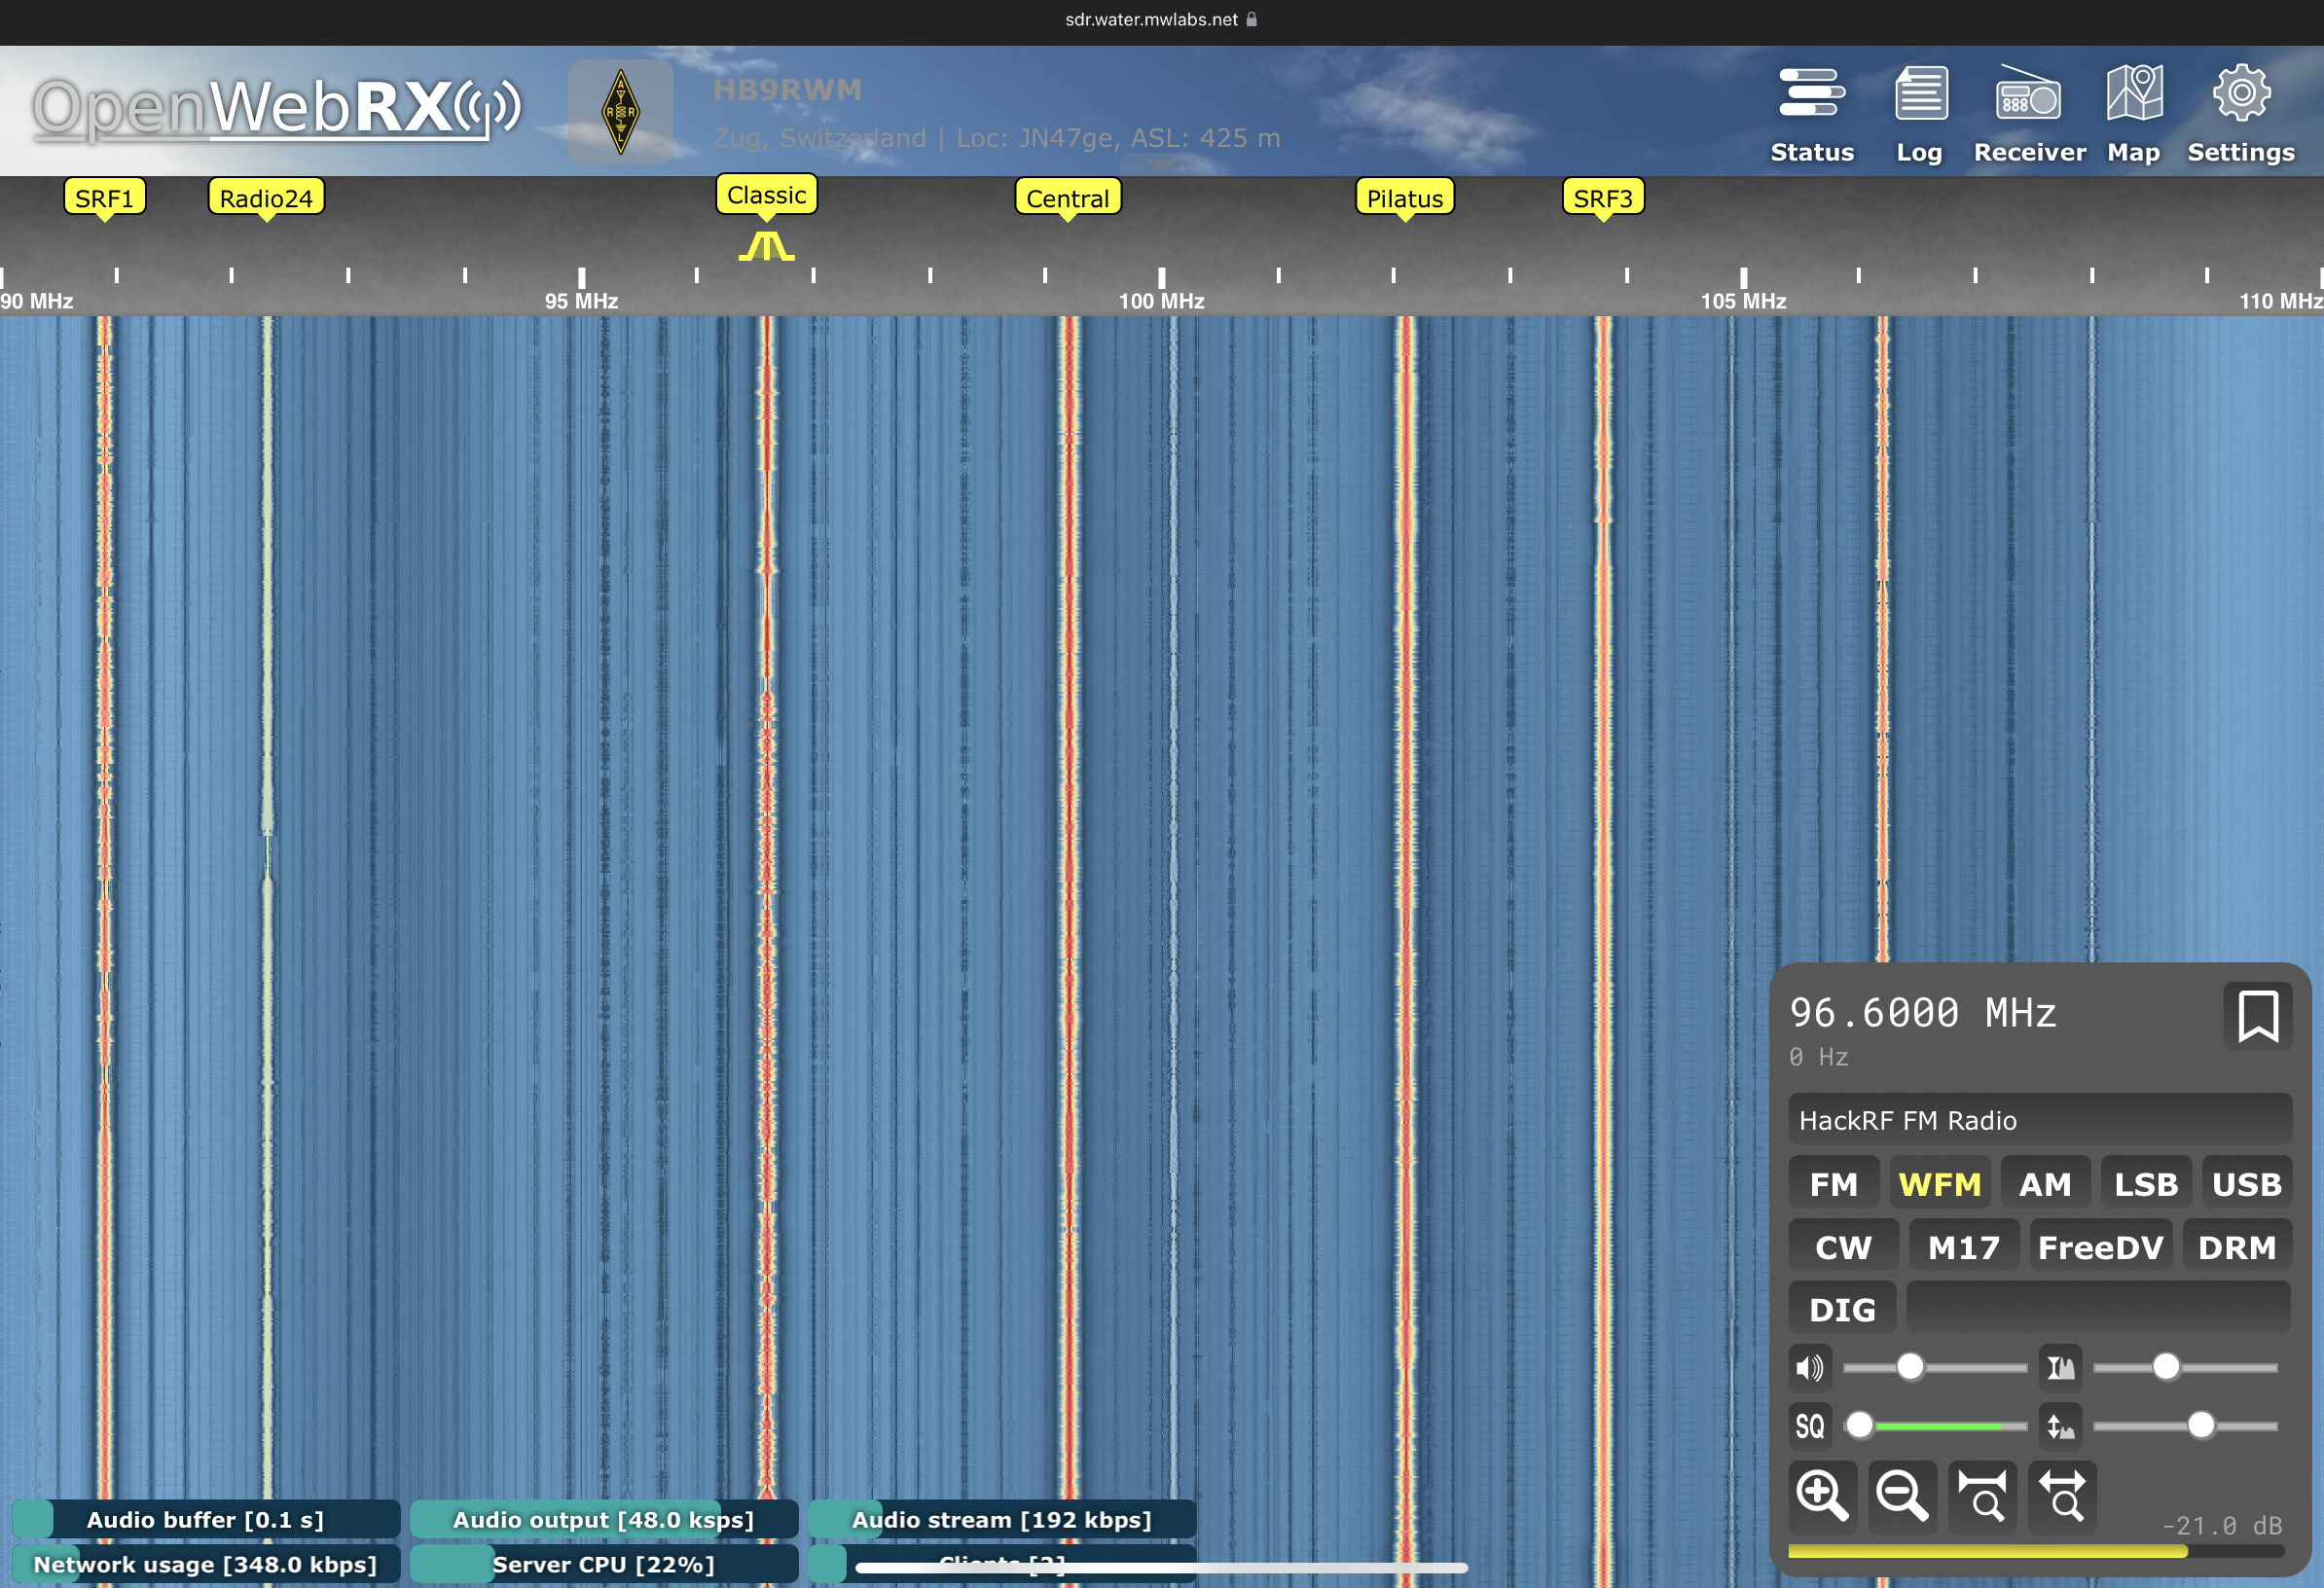 sdr.water.mwlabs.net
OpenWebRX
HB9RWM
Zug, Switzerland | Loc: JN47ge, ASL: 425 m
Status Log Receiver Map Settings
SRF1 Radio24 Classic Central Pilatus SRF3
90 MHz 95 MHz 100 MHz 105 MHz 110 MHz
96.6000 MHz
0 Hz
HackRF FM Radio
FM WFM AM LSB USB
CW M17 FreeDV DRM
DIG
SQ
-21.0 dB
Audio buffer [0.1 s] Audio output [48.0 ksps] Audio stream [192 kbps]
Network usage [348.0 kbps] Server CPU [22%] Clients [2]